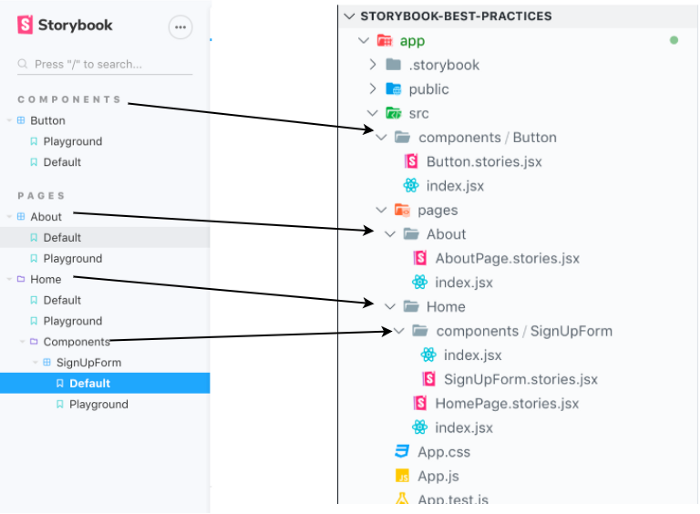 Storybook
Press "/" to search...
COMPONENTS
Button
Playground
Default
PAGES
About
Default
Playground
Home
Default
Playground
Components
SignUpForm
Default
Playground
STORYBOOK-BEST-PRACTICES
app
.storybook
public
src
components / Button
Button.stories.jsx
index.jsx
pages
About
AboutPage.stories.jsx
index.jsx
Home
components / SignUpForm
index.jsx
SignUpForm.stories.jsx
HomePage.stories.jsx
index.jsx
App.css
App.js
App.test.js